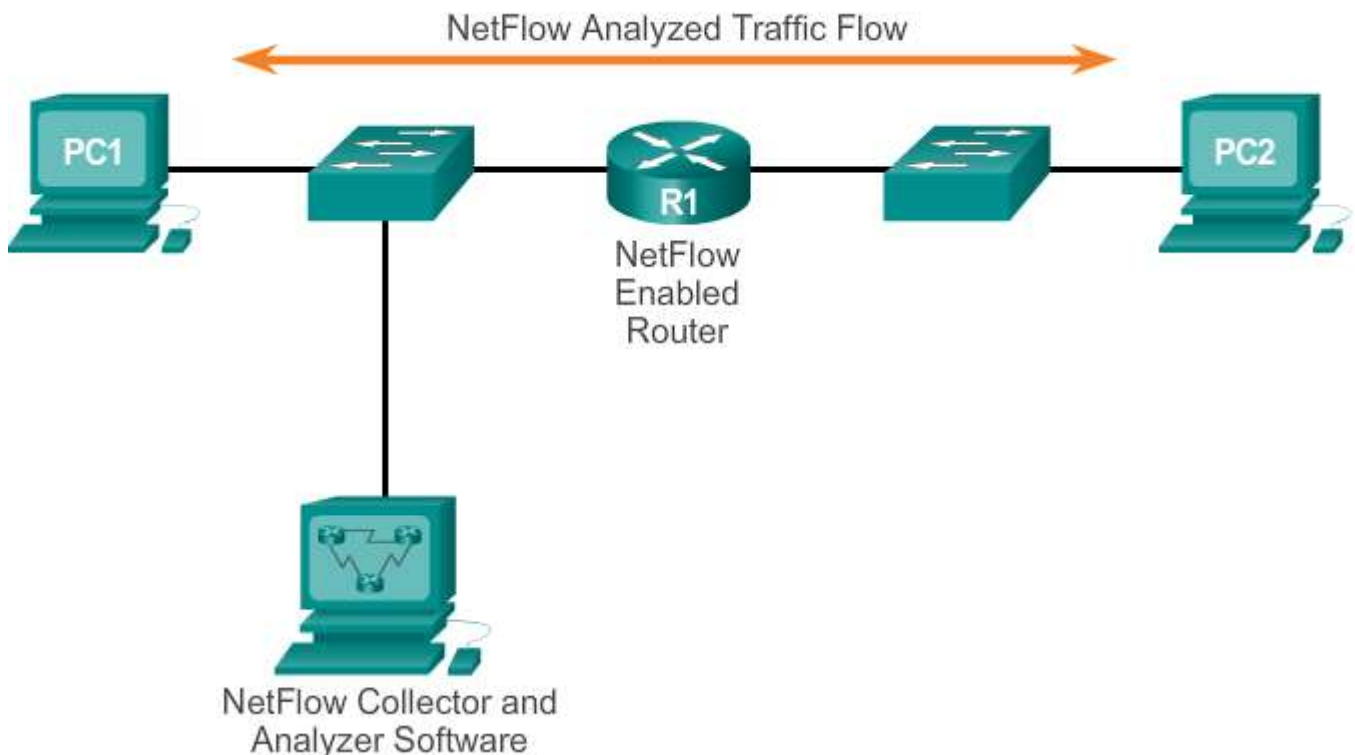 NetFlow Analyzed Traffic Flow
PC1
R1
PC2
NetFlow
Enabled
Router
NetFlow Collector and
Analyzer Software